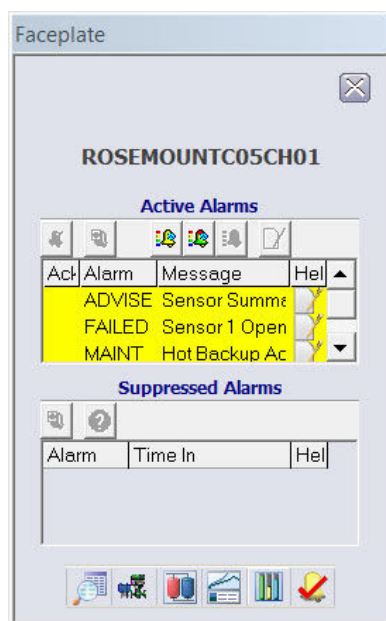 Faceplate
ROSEMOUNTC05CH01
Active Alarms
Ack Alarm Message Hel
ADVISE Sensor Summa
FAILED Sensor 1 Open
MAINT Hot Backup Ac
Suppressed Alarms
Alarm Time In Hel